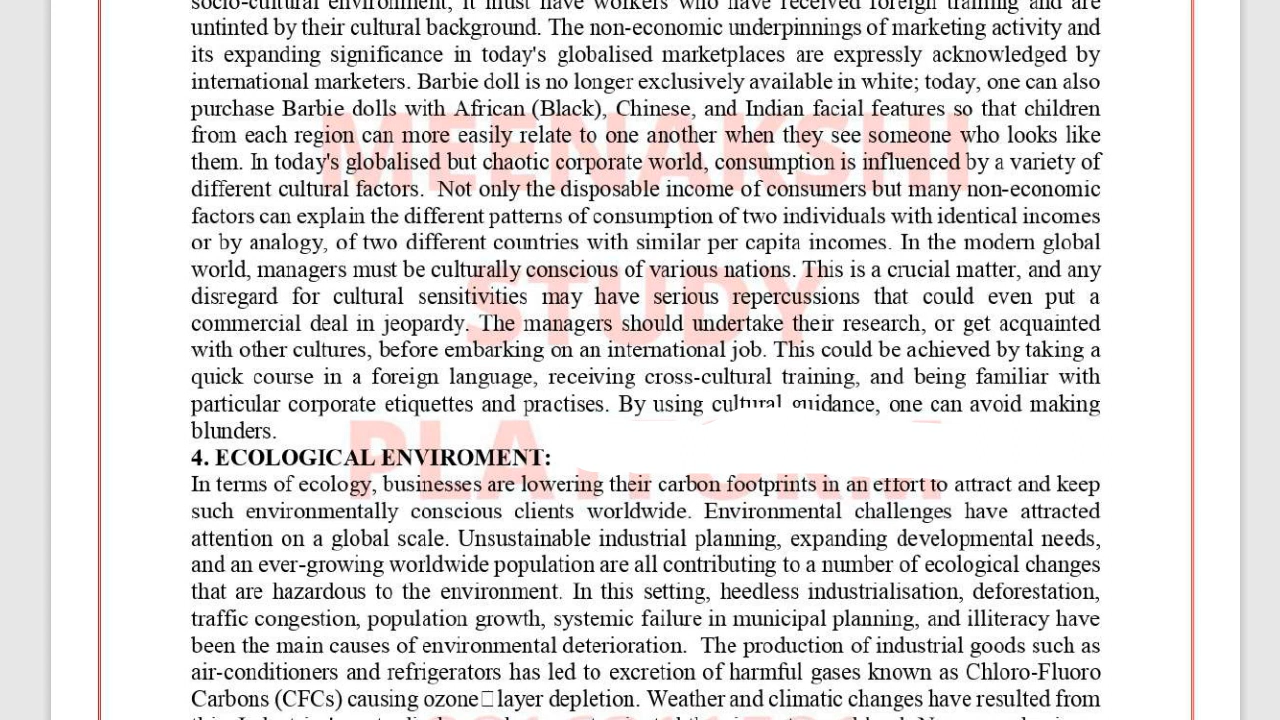 socio-cultural environment, it must have workers who have received foreign training and are
untinted by their cultural background. The non-economic underpinnings of marketing activity and
its expanding significance in today's globalised marketplaces are expressly acknowledged by
international marketers. Barbie doll is no longer exclusively available in white; today, one can also
purchase Barbie dolls with African (Black), Chinese, and Indian facial features so that children
from each region can more easily relate to one another when they see someone who looks like
them. In today's globalised but chaotic corporate world, consumption is influenced by a variety of
different cultural factors. Not only the disposable income of consumers but many non-economic
factors can explain the different patterns of consumption of two individuals with identical incomes
or by analogy, of two different countries with similar per capita incomes. In the modern global
world, managers must be culturally conscious of various nations. This is a crucial matter, and any
disregard for cultural sensitivities may have serious repercussions that could even put a
commercial deal in jeopardy. The managers should undertake their research, or get acquainted
with other cultures, before embarking on an international job. This could be achieved by taking a
quick course in a foreign language, receiving cross-cultural training, and being familiar with
particular corporate etiquettes and practises. By using cultural guidance, one can avoid making
blunders.
4. ECOLOGICAL ENVIROMENT:
In terms of ecology, businesses are lowering their carbon footprints in an effort to attract and keep
such environmentally conscious clients worldwide. Environmental challenges have attracted
attention on a global scale. Unsustainable industrial planning, expanding developmental needs,
and an ever-growing worldwide population are all contributing to a number of ecological changes
that are hazardous to the environment. In this setting, heedless industrialisation, deforestation,
traffic congestion, population growth, systemic failure in municipal planning, and illiteracy have
been the main causes of environmental deterioration. The production of industrial goods such as
air-conditioners and refrigerators has led to excretion of harmful gases known as Chloro-Fluoro
Carbons (CFCs) causing ozone layer depletion. Weather and climatic changes have resulted from
MEENAKSHI
STUDY